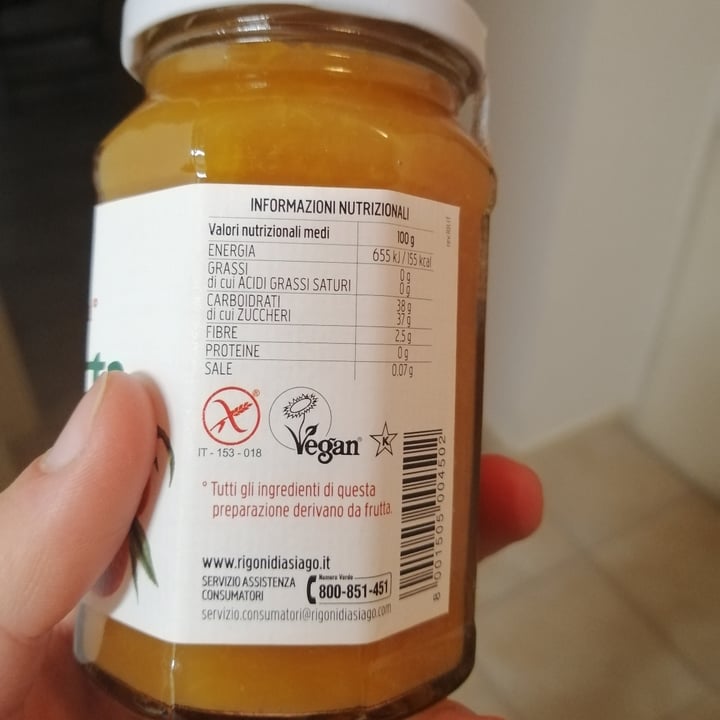 INFORMAZIONI NUTRIZIONALI
Valori nutrizionali medi 100 g
ENERGIA 655 kJ / 155 kcal
GRASSI 0 g
di cui ACIDI GRASSI SATURI 0 g
CARBOIDRATI 38 g
di cui ZUCCHERI 37 g
FIBRE 2,5 g
PROTEINE 0 g
SALE 0.07 g
IT - 153 - 018
Vegan
K
° Tutti gli ingredienti di questa
preparazione derivano da frutta.
www.rigonidiasiago.it
SERVIZIO ASSISTENZA
CONSUMATORI
Numero Verde
800-851-451
servizio.consumatori@rigonidiasiago.com
8 001505 004502